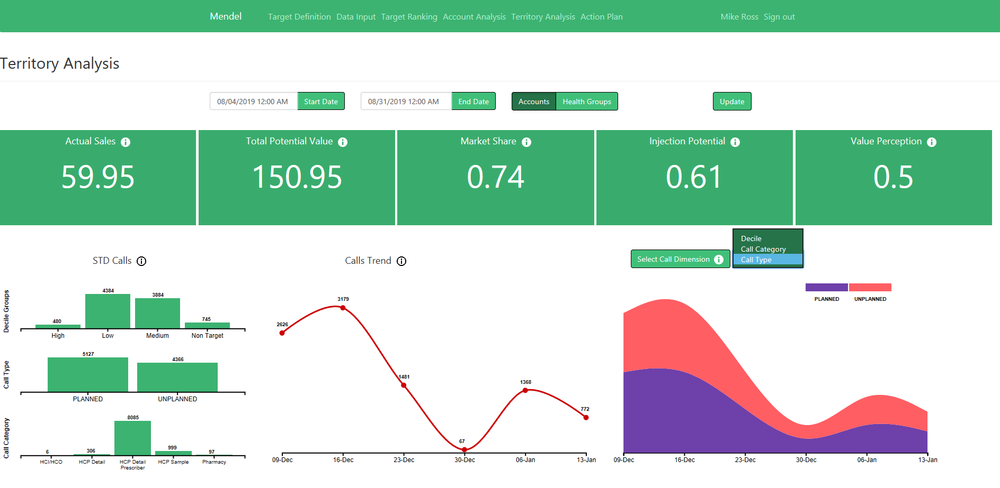 Mendel Target Definition Data Input Target Ranking Account Analysis Territory Analysis Action Plan Mike Ross Sign out
Territory Analysis
08/04/2019 12:00 AM Start Date 08/31/2019 12:00 AM End Date Accounts Health Groups Update
Actual Sales
59.95
Total Potential Value
150.95
Market Share
0.74
Injection Potential
0.61
Value Perception
0.5
STD Calls
Decile Groups
480 4384 3884 745
High Low Medium Non Target
Call Type
5127 4366
PLANNED UNPLANNED
Call Category
6 306 8085 999 97
HCI/HCO HCP Detail HCP Detail HCP Sample Pharmacy
Prescriber
Calls Trend
2626 3179 1481 67 1368 772
09-Dec 16-Dec 23-Dec 30-Dec 06-Jan 13-Jan
Select Call Dimension
Decile
Call Category
Call Type
PLANNED UNPLANNED
09-Dec 16-Dec 23-Dec 30-Dec 06-Jan 13-Jan